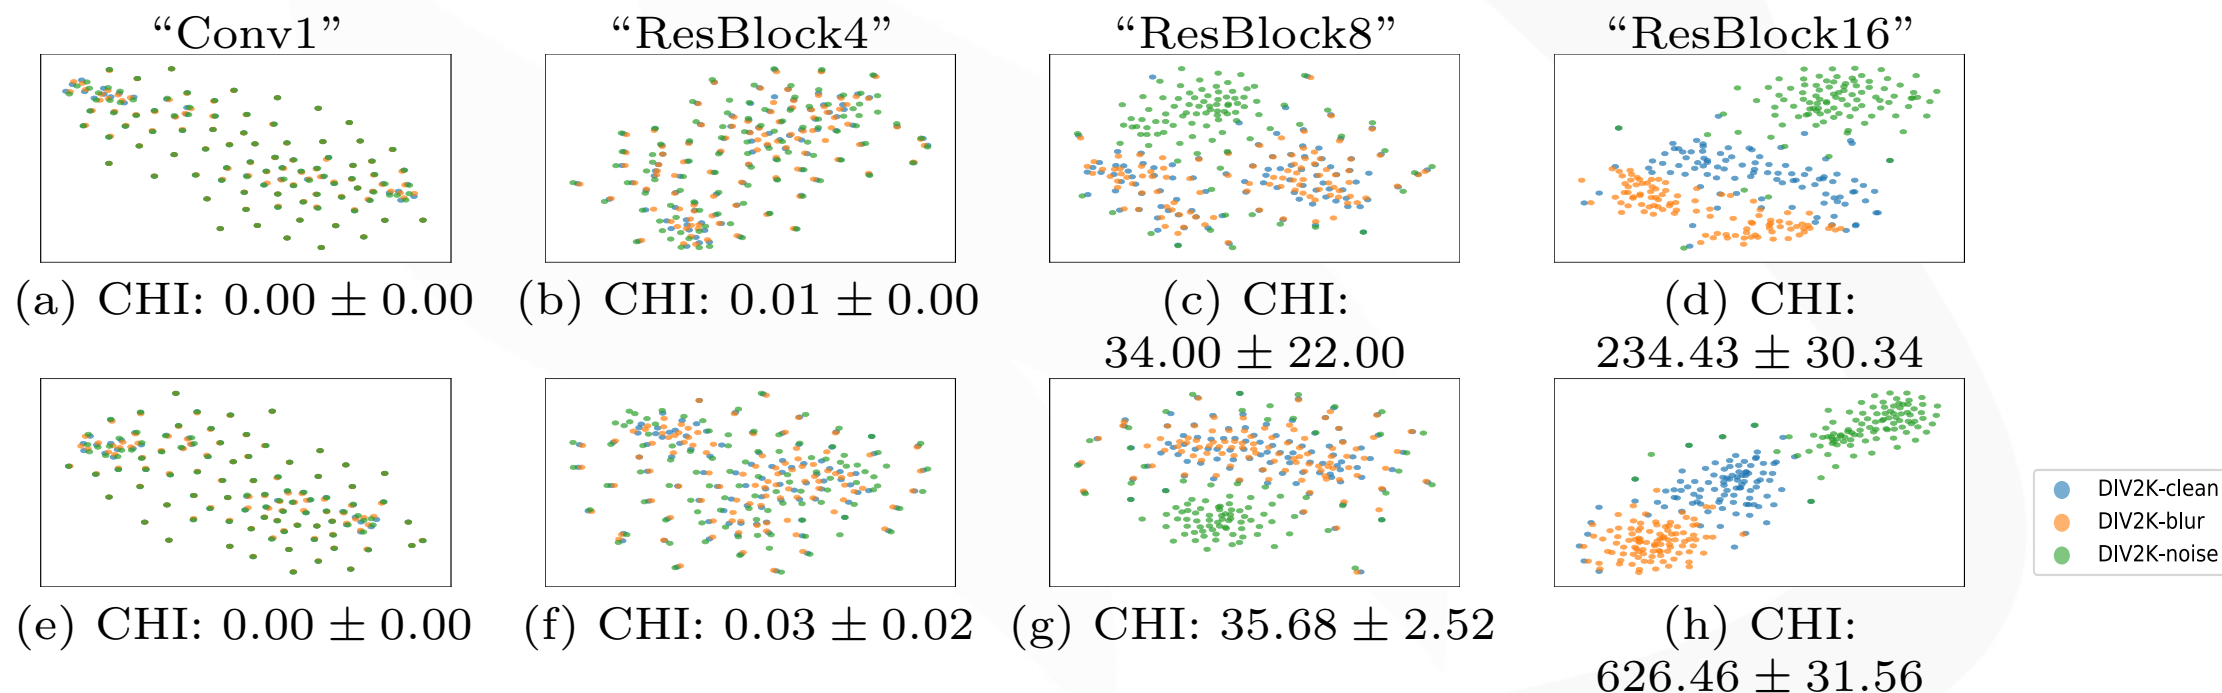 “Conv1”
“ResBlock4”
“ResBlock8”
“ResBlock16”
(a) CHI: 0.00 ± 0.00
(b) CHI: 0.01 ± 0.00
(c) CHI:
34.00 ± 22.00
(d) CHI:
234.43 ± 30.34
(e) CHI: 0.00 ± 0.00
(f) CHI: 0.03 ± 0.02
(g) CHI: 35.68 ± 2.52
(h) CHI:
626.46 ± 31.56
DIV2K-clean
DIV2K-blur
DIV2K-noise